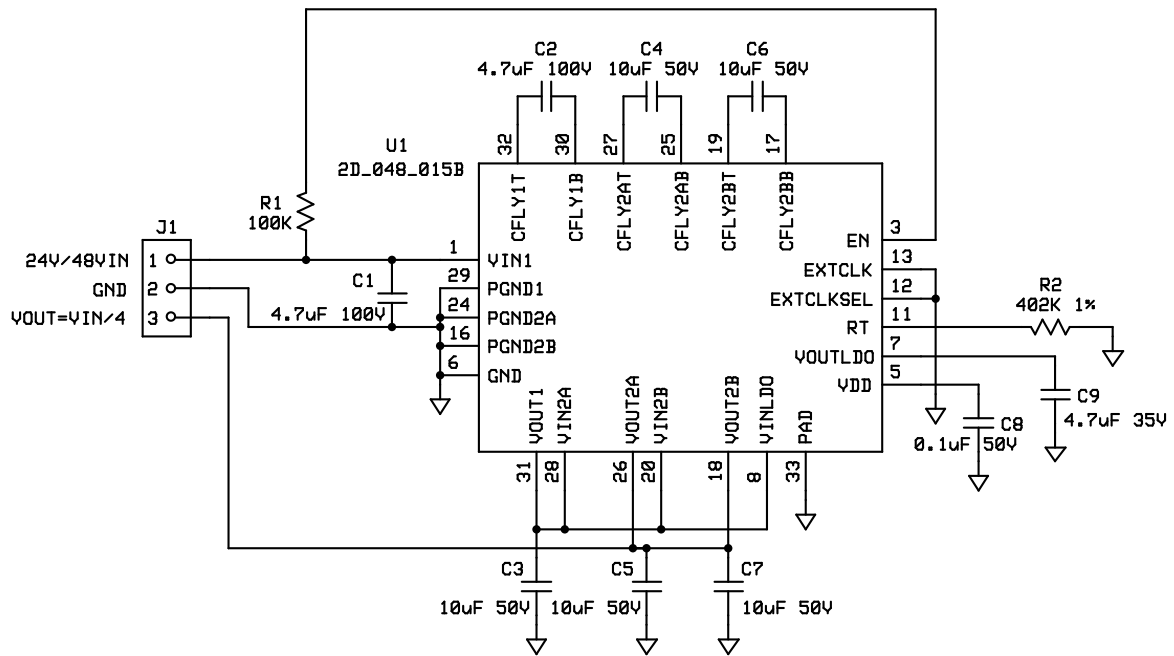 C2
4.7uF 100V
C4
10uF 50V
C6
10uF 50V
U1
2D_048_015B
32
30
27
25
19
17
CFLY1T
CFLY1B
CFLY2AT
CFLY2AB
CFLY2BT
CFLY2BB
R1
100K
J1
24V/48VIN
1
GND
2
VOUT=VIN/4
3
C1
4.7uF 100V
1
VIN1
29
PGND1
24
PGND2A
16
PGND2B
6
GND
EN
3
EXTCLK
13
EXTCLKSEL
12
RT
11
VOUTLDO
7
VDD
5
R2
402K 1%
C9
4.7uF 35V
C8
0.1uF 50V
VOUT1
VIN2A
VOUT2A
VIN2B
VOUT2B
VINLDO
PAD
31
28
26
20
18
8
33
C3
10uF 50V
C5
10uF 50V
C7
10uF 50V